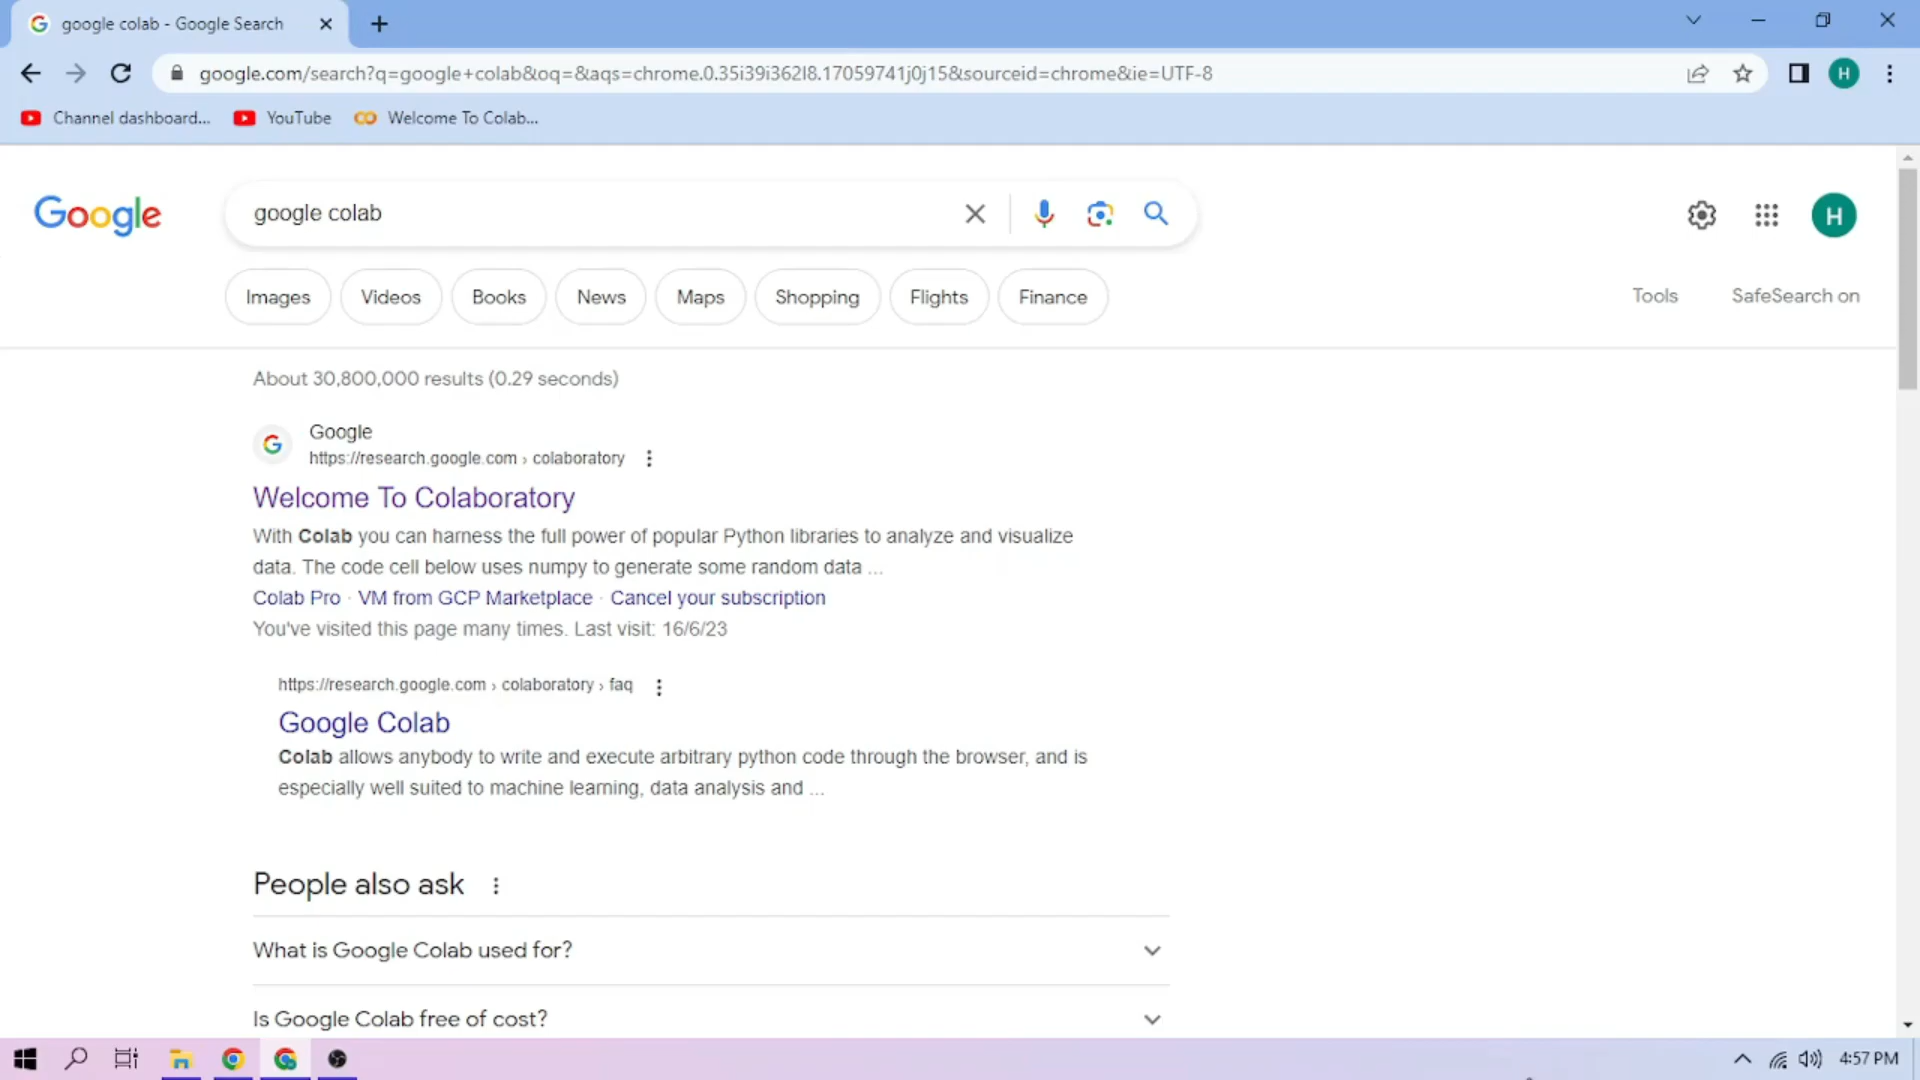 google colab - Google Search
google.com/search?q=google+colab&oq=&aqs=chrome.0.35i39i362l8.17059741j0j15&sourceid=chrome&ie=UTF-8
H
Channel dashboard...
YouTube
Welcome To Colab...
Google
google colab
H
Images
Videos
Books
News
Maps
Shopping
Flights
Finance
Tools
SafeSearch on
About 30,800,000 results (0.29 seconds)
Google
https://research.google.com › colaboratory
Welcome To Colaboratory
With Colab you can harness the full power of popular Python libraries to analyze and visualize
data. The code cell below uses numpy to generate some random data ...
Colab Pro · VM from GCP Marketplace · Cancel your subscription
You've visited this page many times. Last visit: 16/6/23
https://research.google.com › colaboratory › faq
Google Colab
Colab allows anybody to write and execute arbitrary python code through the browser, and is
especially well suited to machine learning, data analysis and ...
People also ask
What is Google Colab used for?
Is Google Colab free of cost?
4:57 PM